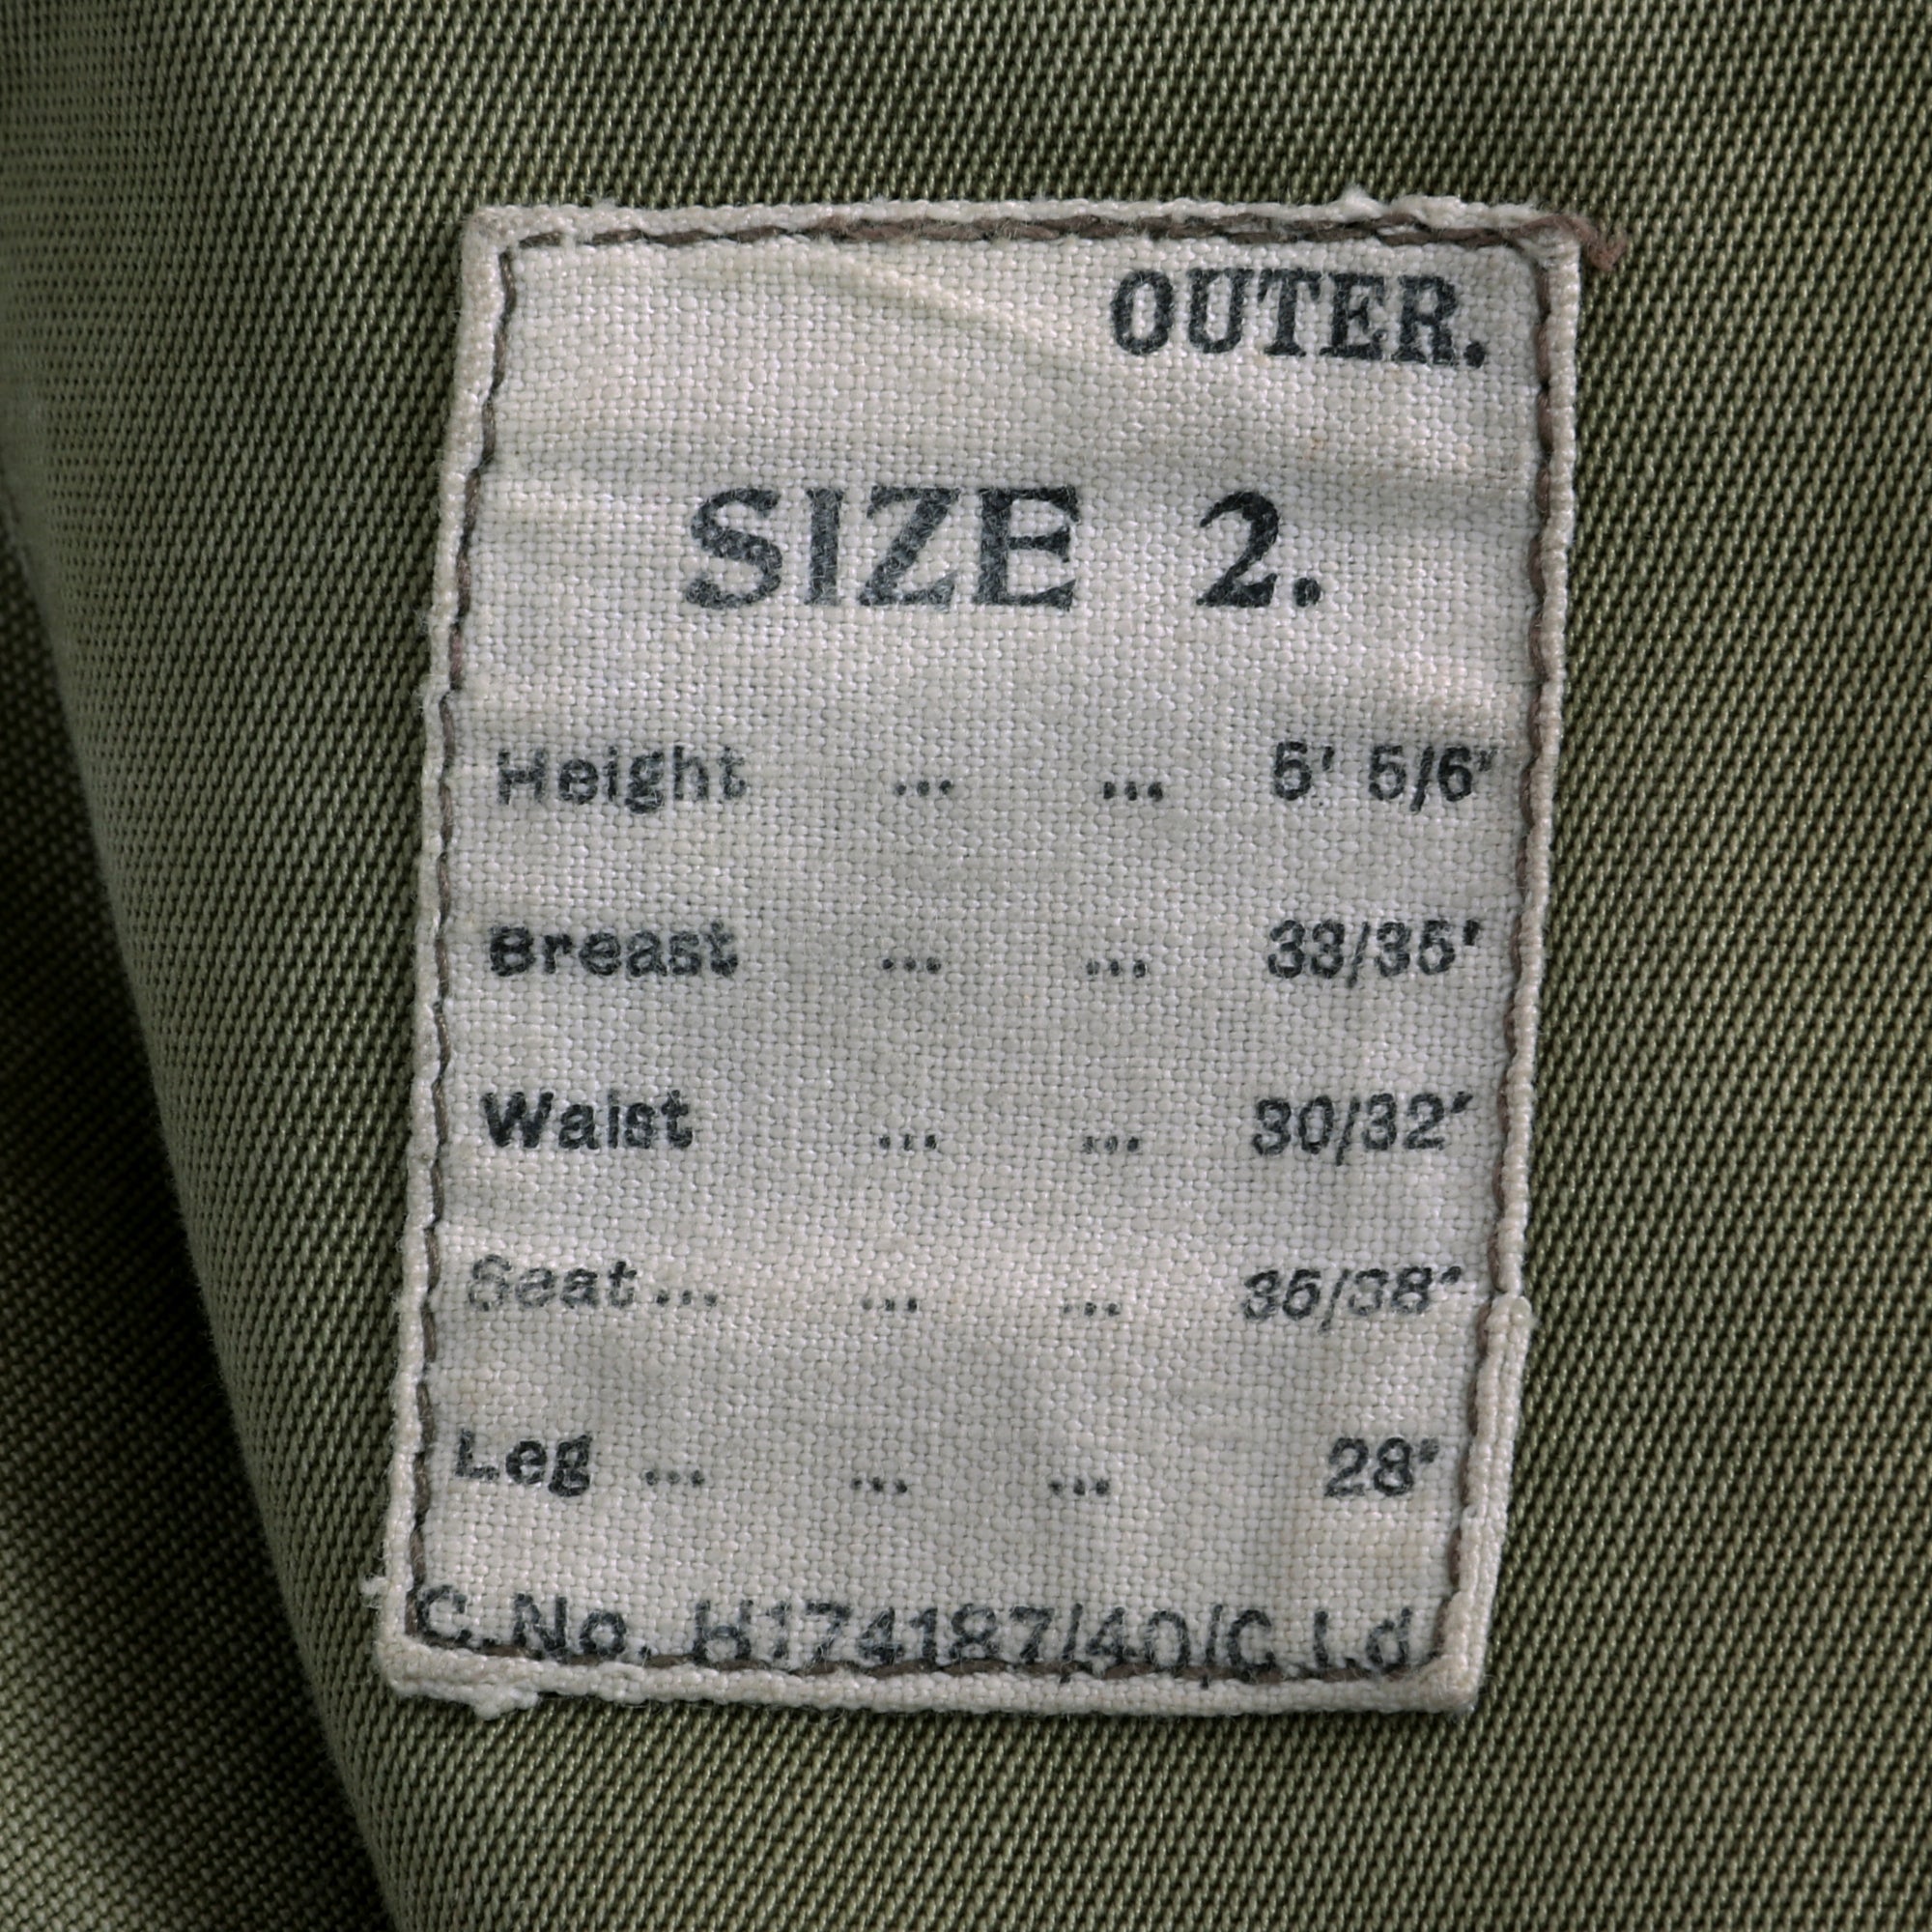 OUTER.
SIZE 2.
Height ... ... 5' 5/6"
Breast ... ... 33/35"
Waist ... ... 30/32"
Seat... ... ... 35/38"
Leg ... ... ... 28"
C. No. H174187/40/C.I.d